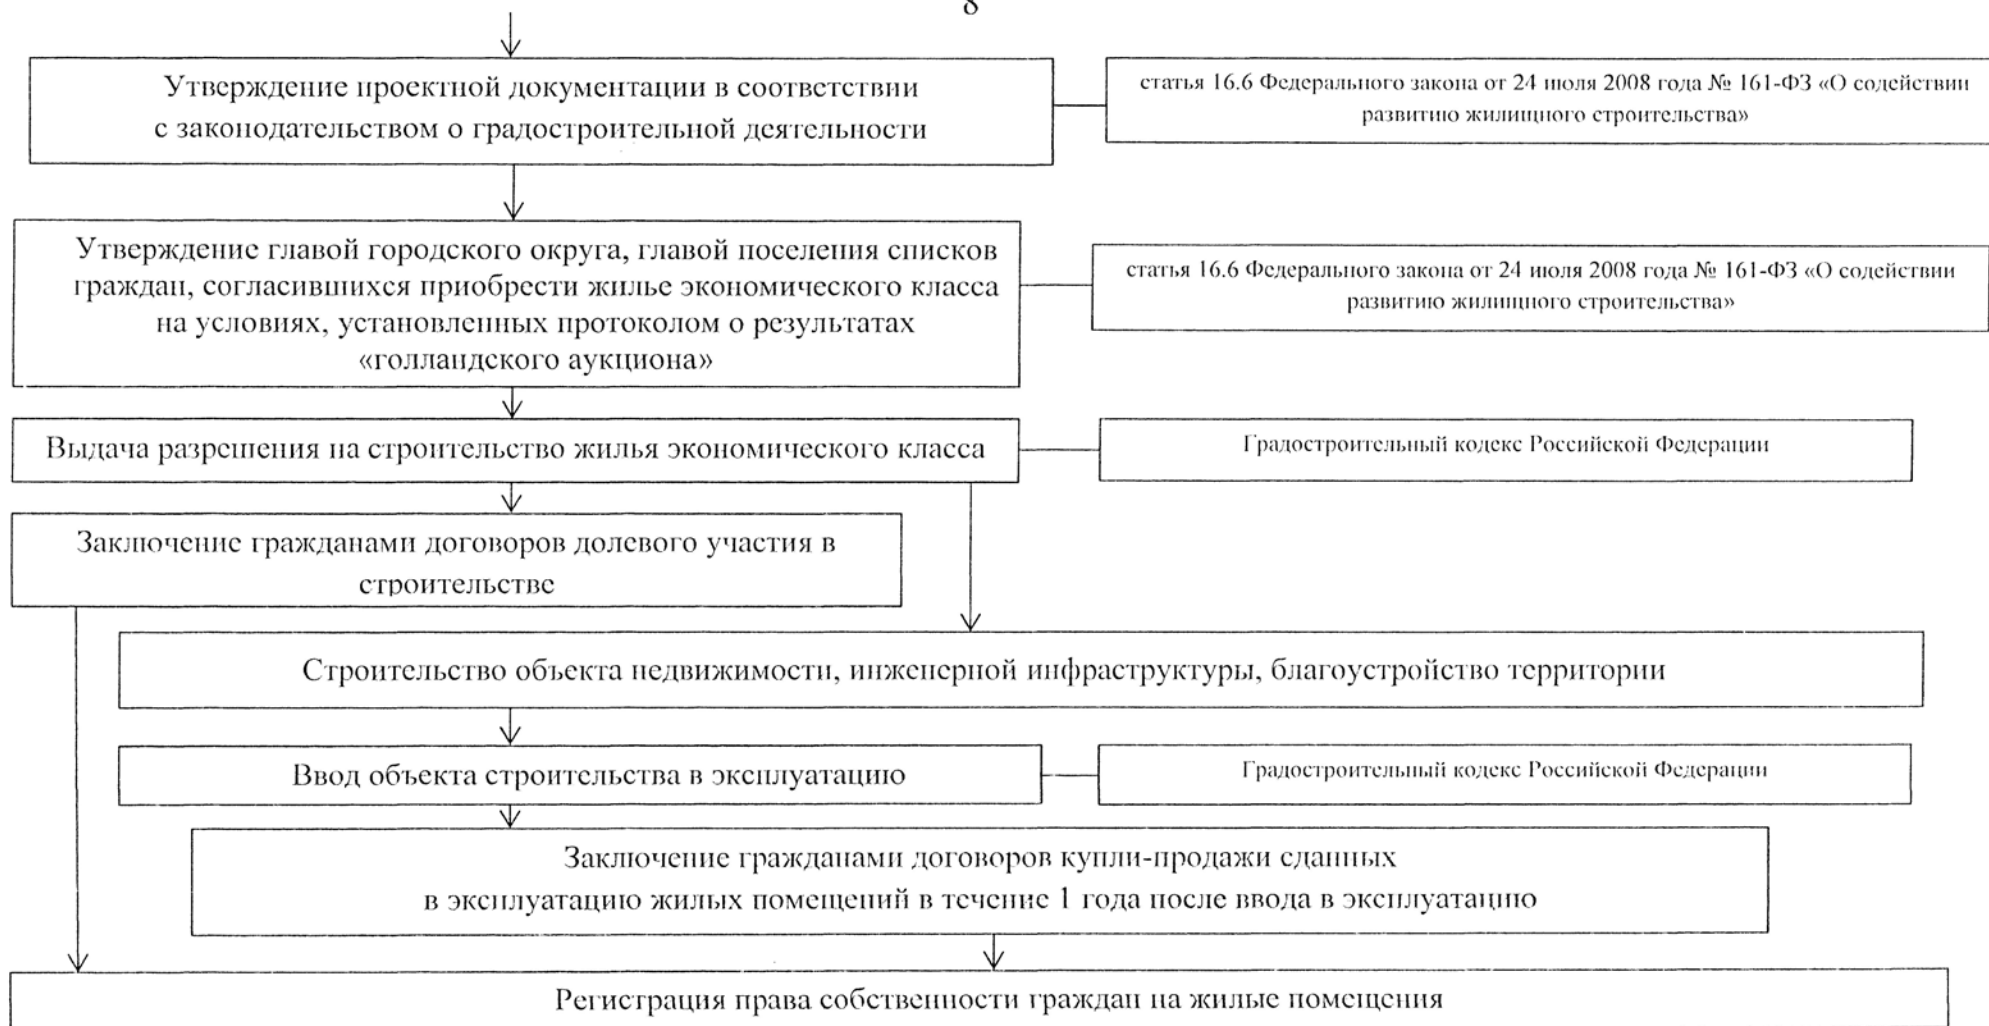 8
Утверждение проектной документации в соответствии
с законодательством о градостроительной деятельности
статья 16.6 Федерального закона от 24 июля 2008 года № 161-ФЗ «О содействии
развитию жилищного строительства»
Утверждение главой городского округа, главой поселения списков
граждан, согласившихся приобрести жилье экономического класса
на условиях, установленных протоколом о результатах
«голландского аукциона»
статья 16.6 Федерального закона от 24 июля 2008 года № 161-ФЗ «О содействии
развитию жилищного строительства»
Выдача разрешения на строительство жилья экономического класса
Градостроительный кодекс Российской Федерации
Заключение гражданами договоров долевого участия в
строительстве
Строительство объекта недвижимости, инженерной инфраструктуры, благоустройство территории
Ввод объекта строительства в эксплуатацию
Градостроительный кодекс Российской Федерации
Заключение гражданами договоров купли-продажи сданных
в эксплуатацию жилых помещений в течение 1 года после ввода в эксплуатацию
Регистрация права собственности граждан на жилые помещения